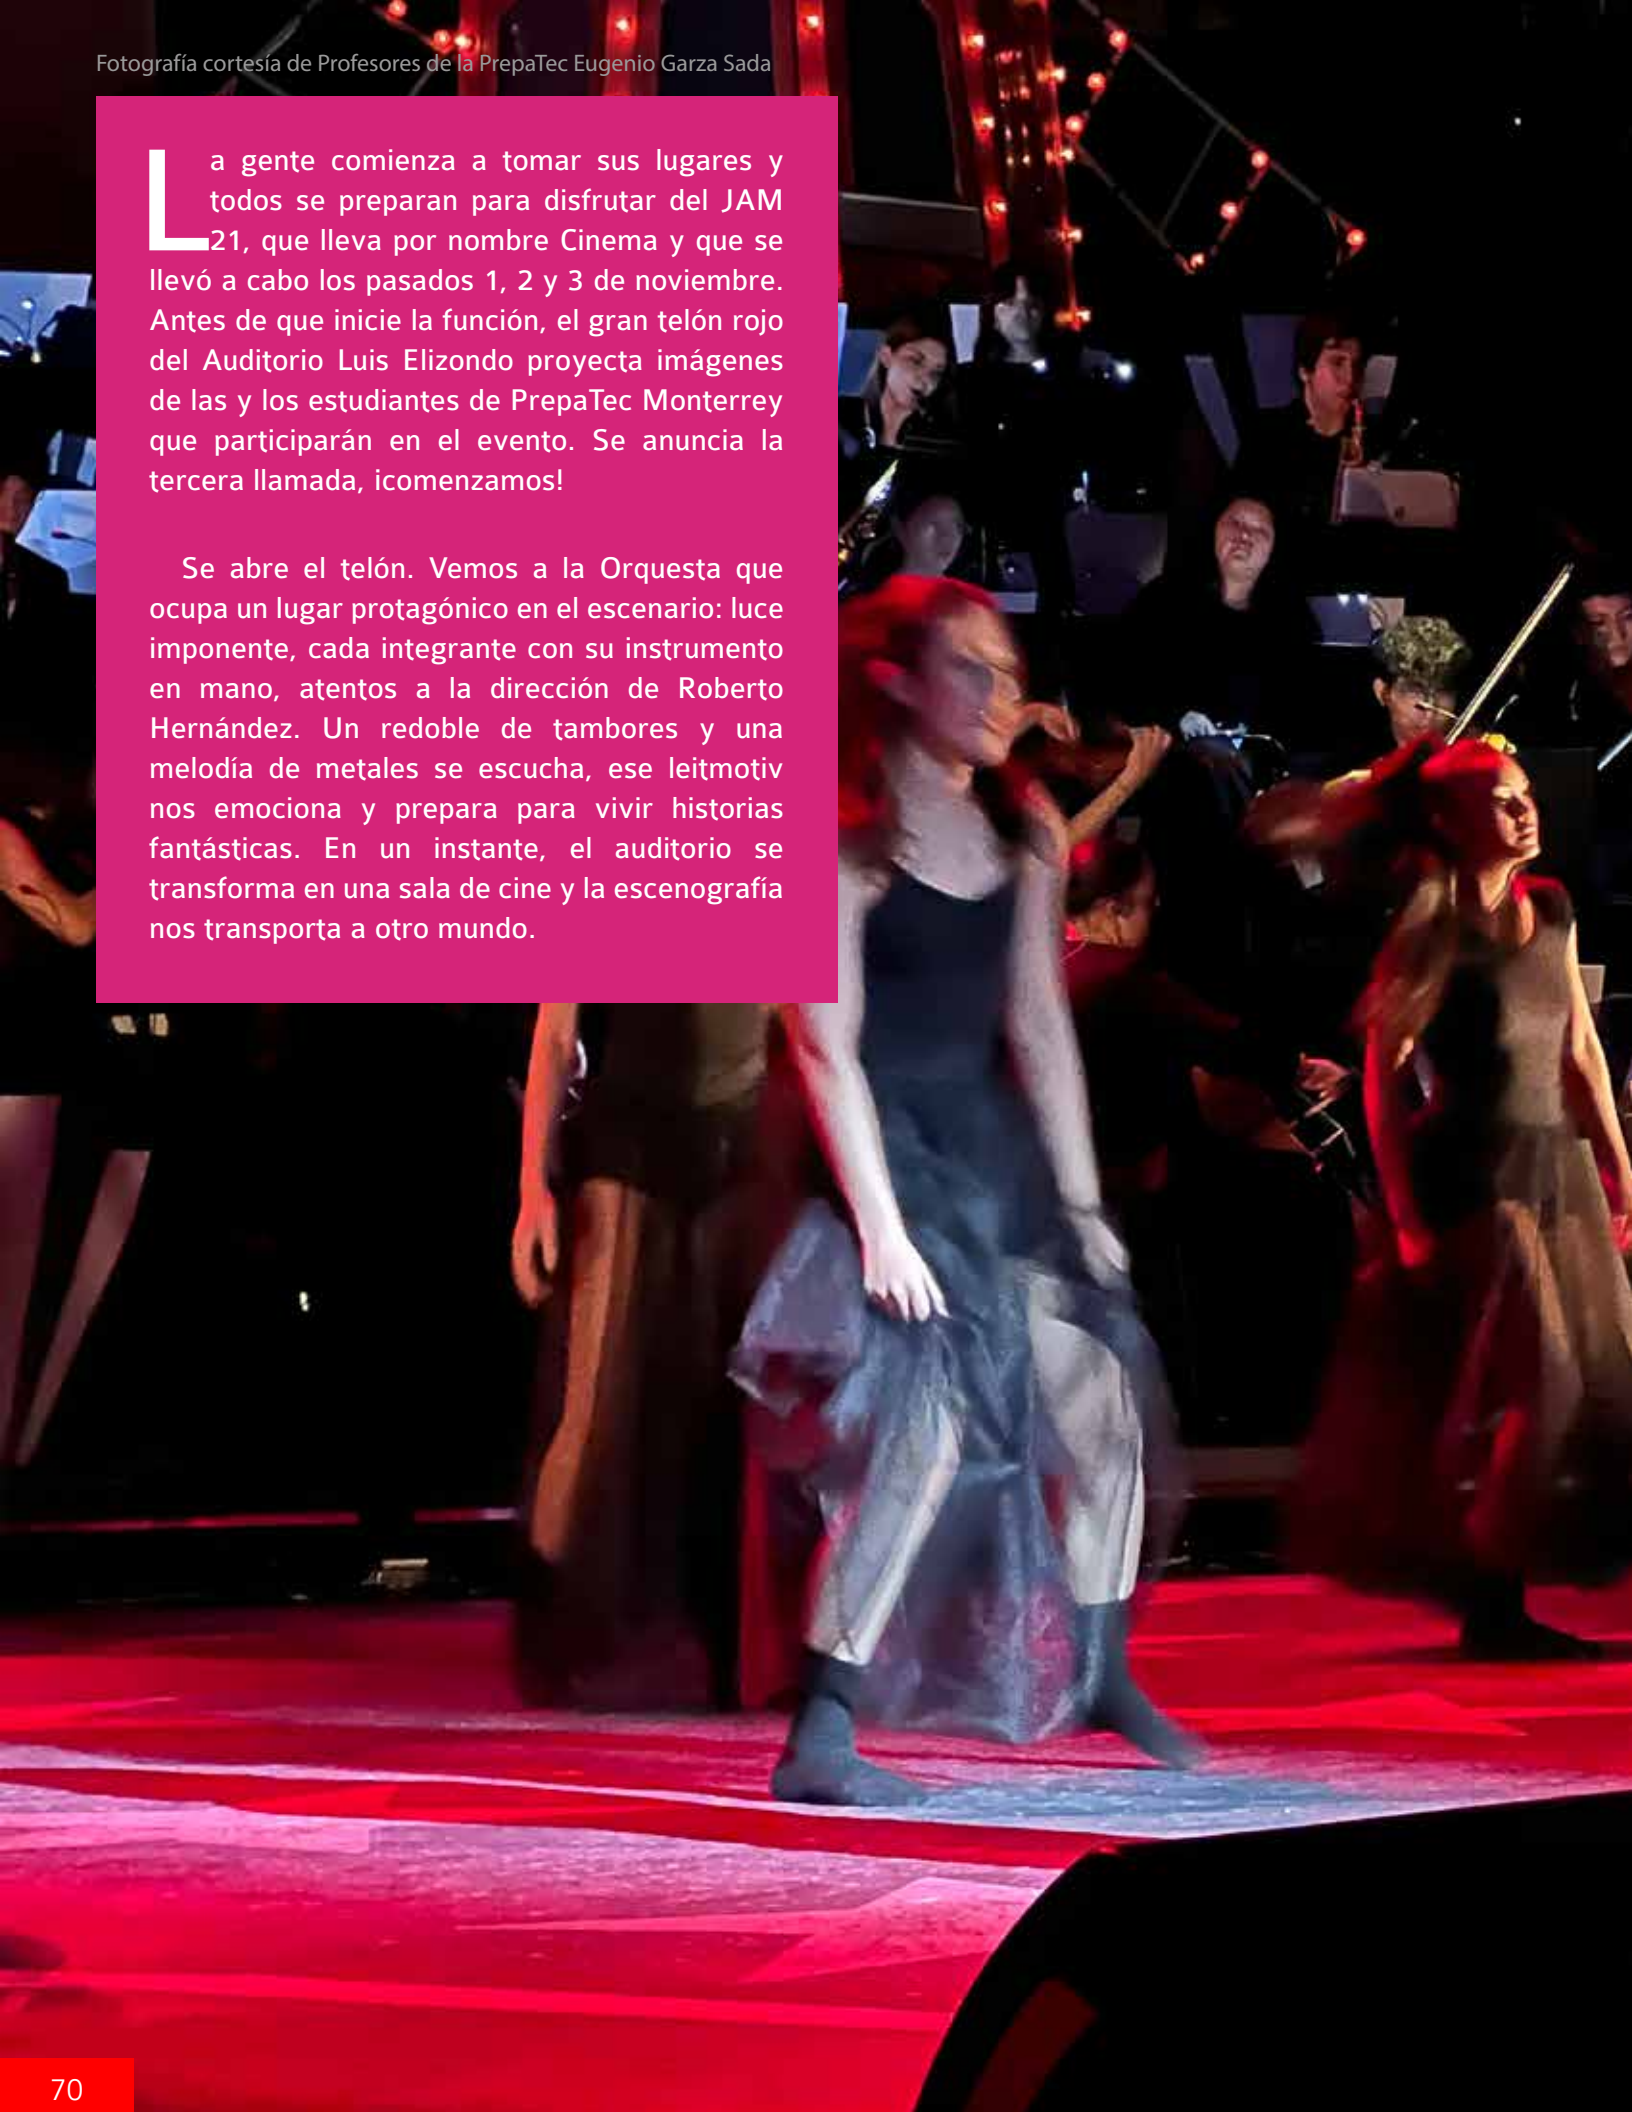 Fotografía cortesía de Profesores de la PrepaTec Eugenio Garza Sada
La gente comienza a tomar sus lugares y
todos se preparan para disfrutar del JAM
21, que lleva por nombre Cinema y que se
llevó a cabo los pasados 1, 2 y 3 de noviembre.
Antes de que inicie la función, el gran telón rojo
del Auditorio Luis Elizondo proyecta imágenes
de las y los estudiantes de PrepaTec Monterrey
que participarán en el evento. Se anuncia la
tercera llamada, ¡comenzamos!
Se abre el telón. Vemos a la Orquesta que
ocupa un lugar protagónico en el escenario: luce
imponente, cada integrante con su instrumento
en mano, atentos a la dirección de Roberto
Hernández. Un redoble de tambores y una
melodía de metales se escucha, ese leitmotiv
nos emociona y prepara para vivir historias
fantásticas. En un instante, el auditorio se
transforma en una sala de cine y la escenografía
nos transporta a otro mundo.
70